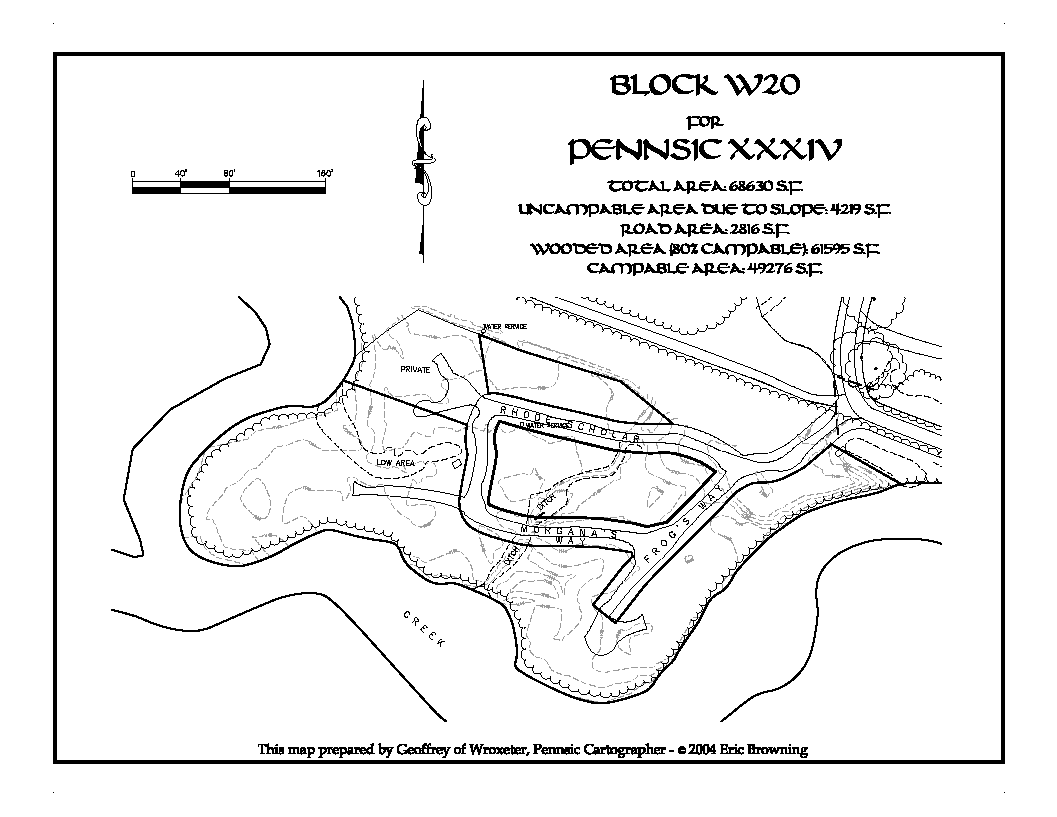 BLOCK W20
FOR
PENNSIC XXXIV
TOTAL AREA: 68630 S.F.
UNCAMPABLE AREA DUE TO SLOPE: 4219 S.F.
ROAD AREA: 2816 S.F.
WOODED AREA (80% CAMPABLE): 61595 S.F.
CAMPABLE AREA: 49276 S.F.
0 40' 80' 160'
WATER SERVICE
PRIVATE
RHODE SCHOLAR
WATER SERVICE
LOW AREA
DITCH
FROG'S WAY
MORGANA'S
WAY
DITCH
CREEK
This map prepared by Geoffrey of Wroxeter, Pennsic Cartographer - © 2004 Eric Browning